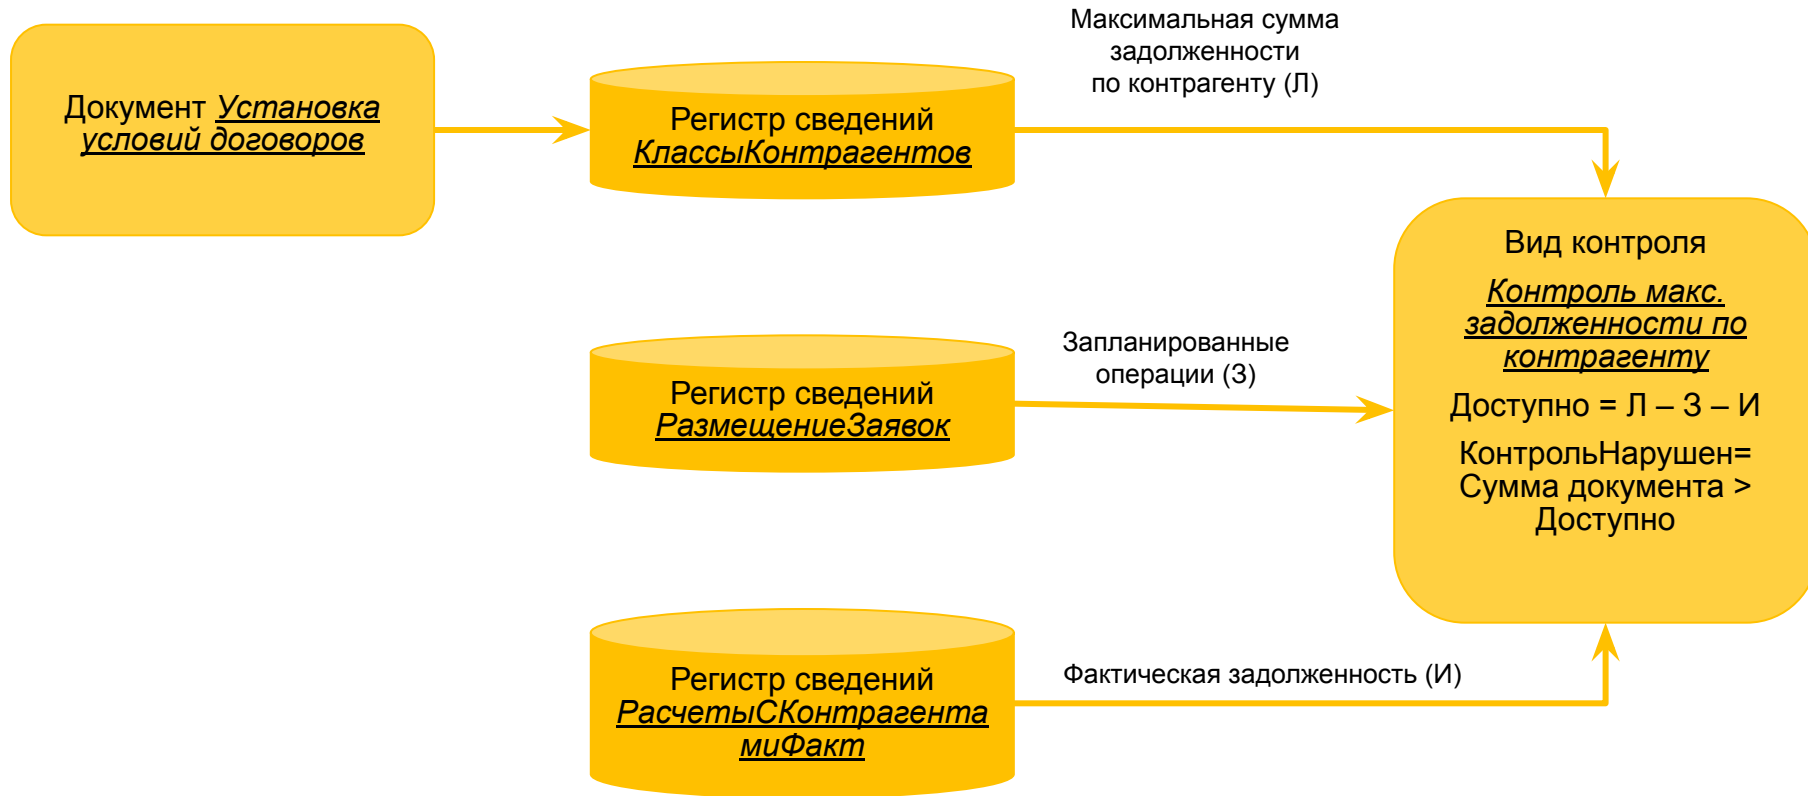 Максимальная сумма
задолженности
по контрагенту (Л)
Документ Установка
условий договоров
Регистр сведений
КлассыКонтрагентов
Вид контроля
Контроль макс.
задолженности по
контрагенту
Доступно = Л – З – И
КонтрольНарушен=
Сумма документа >
Доступно
Запланированные
операции (З)
Регистр сведений
РазмещениеЗаявок
Регистр сведений
РасчетыСКонтрагента
миФакт
Фактическая задолженность (И)